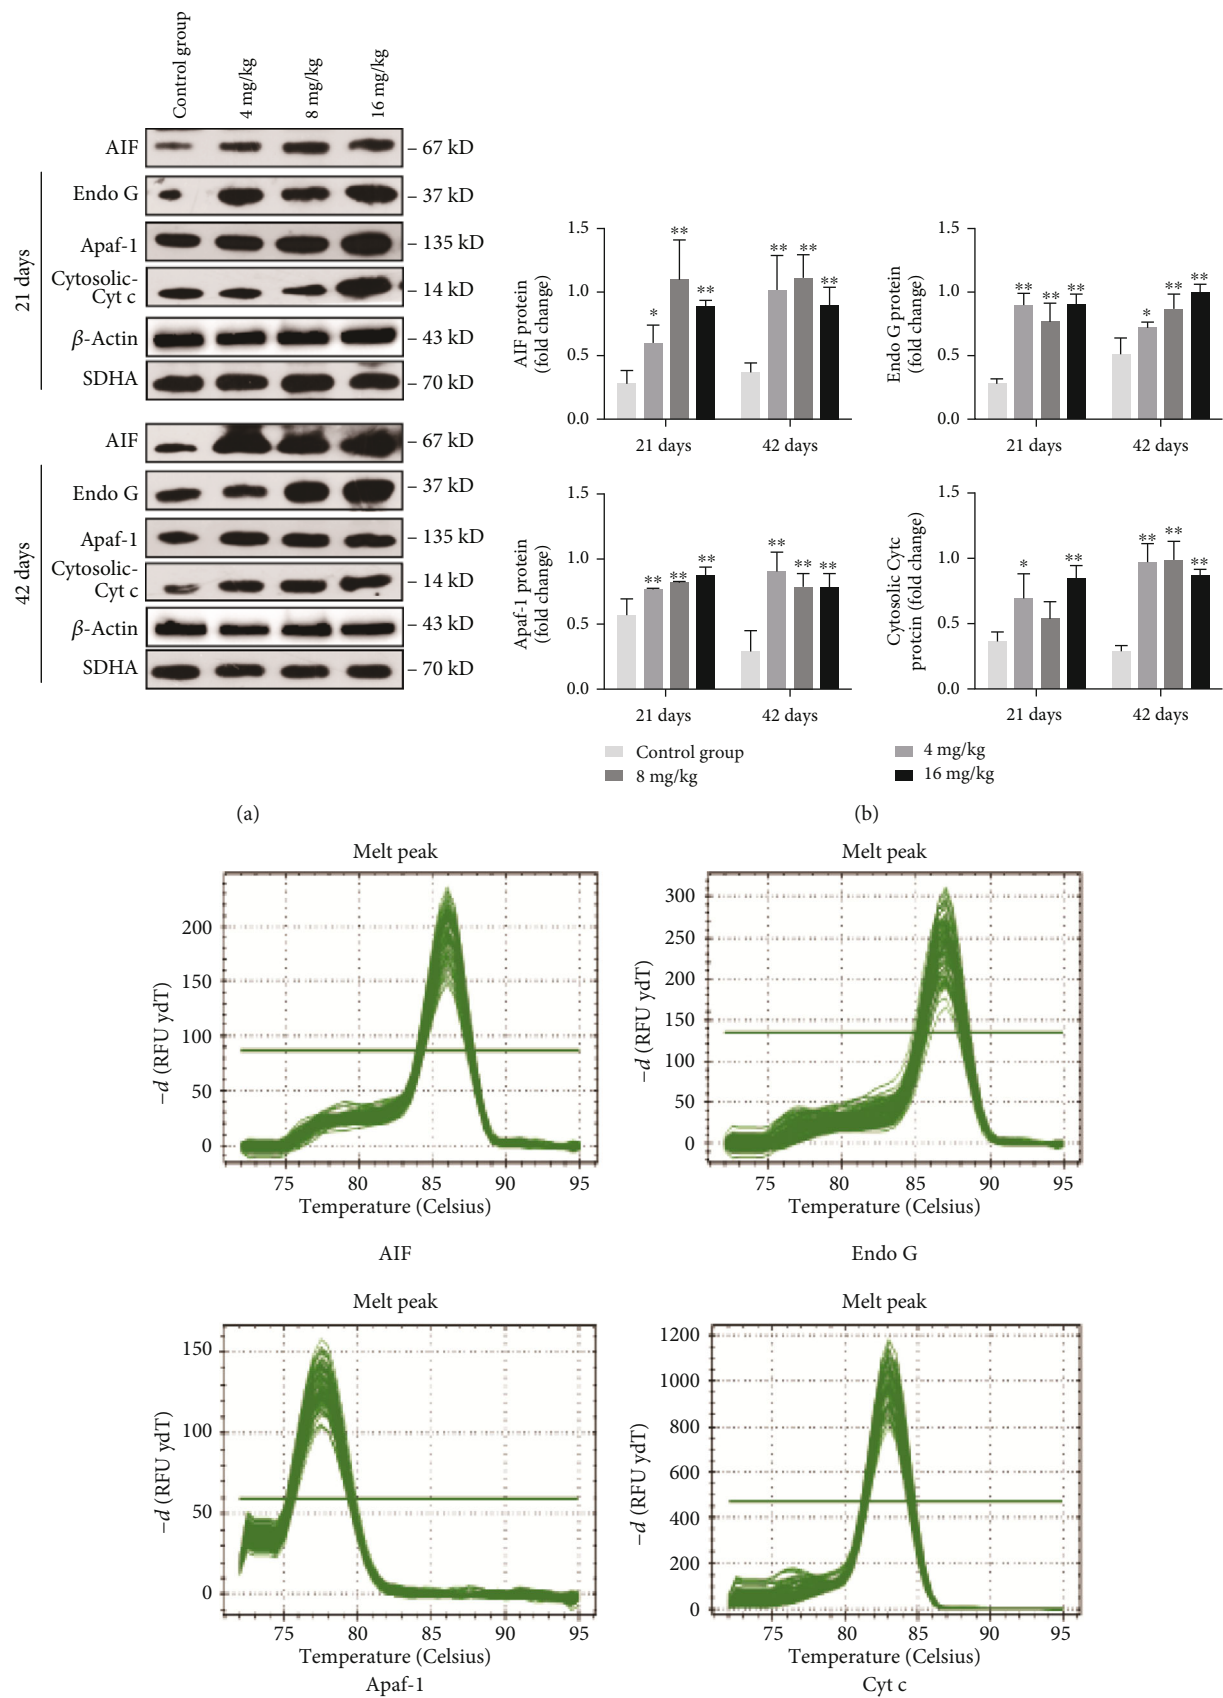 Control group
4 mg/kg
8 mg/kg
16 mg/kg
21 days
AIF
– 67 kD
Endo G
– 37 kD
Apaf-1
– 135 kD
Cytosolic-
Cyt c
– 14 kD
β-Actin
– 43 kD
SDHA
– 70 kD
42 days
AIF
– 67 kD
Endo G
– 37 kD
Apaf-1
– 135 kD
Cytosolic-
Cyt c
– 14 kD
β-Actin
– 43 kD
SDHA
– 70 kD
(a)
AIF protein
(fold change)
1.5
1.0
0.5
0.0
*
**
**
**
**
**
21 days
42 days
Endo G protein
(fold change)
1.5
1.0
0.5
0.0
**
**
**
*
**
**
21 days
42 days
Apaf-1 protein
(fold change)
1.5
1.0
0.5
0.0
**
**
**
**
**
**
21 days
42 days
Cytosolic Cytc
protcin (fold change)
1.5
1.0
0.5
0.0
*
**
**
**
**
21 days
42 days
Control group
4 mg/kg
8 mg/kg
16 mg/kg
(b)
Melt peak
–d (RFU ydT)
200
150
100
50
0
75 80 85 90 95
Temperature (Celsius)
AIF
Melt peak
–d (RFU ydT)
300
250
200
150
100
50
0
75 80 85 90 95
Temperature (Celsius)
Endo G
Melt peak
–d (RFU ydT)
150
100
50
0
75 80 85 90 95
Temperature (Celsius)
Apaf-1
Melt peak
–d (RFU ydT)
1200
1000
800
600
400
200
0
75 80 85 90 95
Temperature (Celsius)
Cyt c